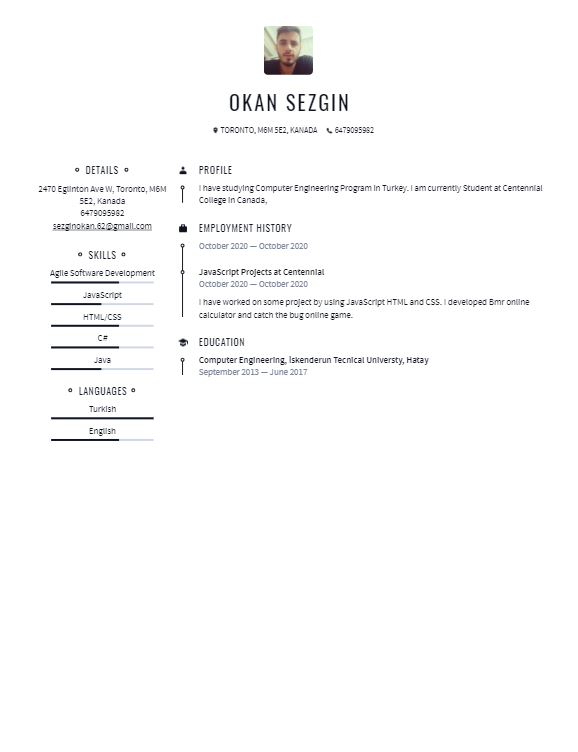 OKAN SEZGIN
TORONTO, M6M 5E2, KANADA 6479095982
DETAILS
2470 Eglinton Ave W, Toronto, M6M
5E2, Kanada
6479095982
sezginokan.62@gmail.com
SKILLS
Agile Software Development
JavaScript
HTML/CSS
C#
Java
LANGUAGES
Turkish
English
PROFILE
I have studying Computer Engineering Program in Turkey. I am currently Student at Centennial
College in Canada,
EMPLOYMENT HISTORY
October 2020 — October 2020
JavaScript Projects at Centennial
October 2020 — October 2020
I have worked on some project by using JavaScript HTML and CSS. I developed Bmr online
calculator and catch the bug online game.
EDUCATION
Computer Engineering, İskenderun Tecnical Universty, Hatay
September 2013 — June 2017